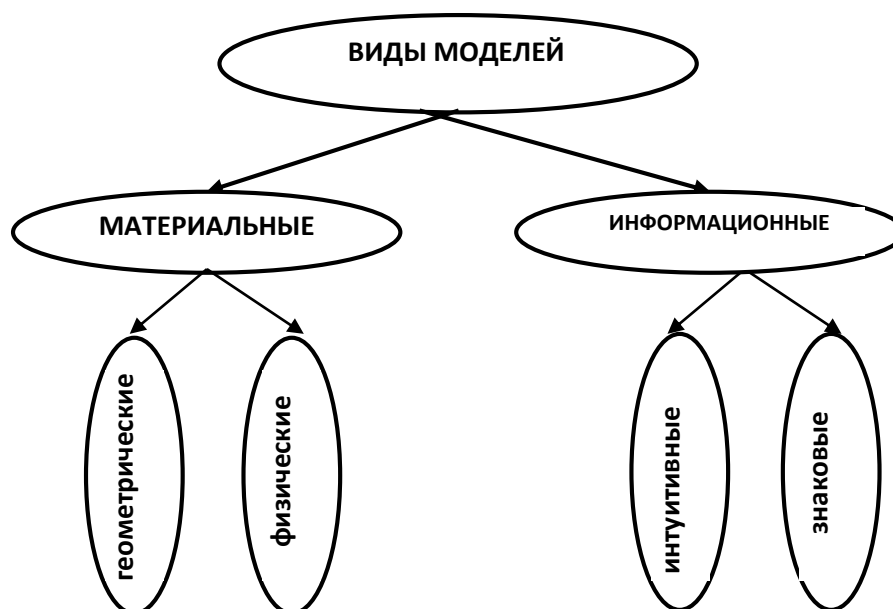 ВИДЫ МОДЕЛЕЙ
МАТЕРИАЛЬНЫЕ
ИНФОРМАЦИОННЫЕ
геометрические
физические
интуитивные
знаковые